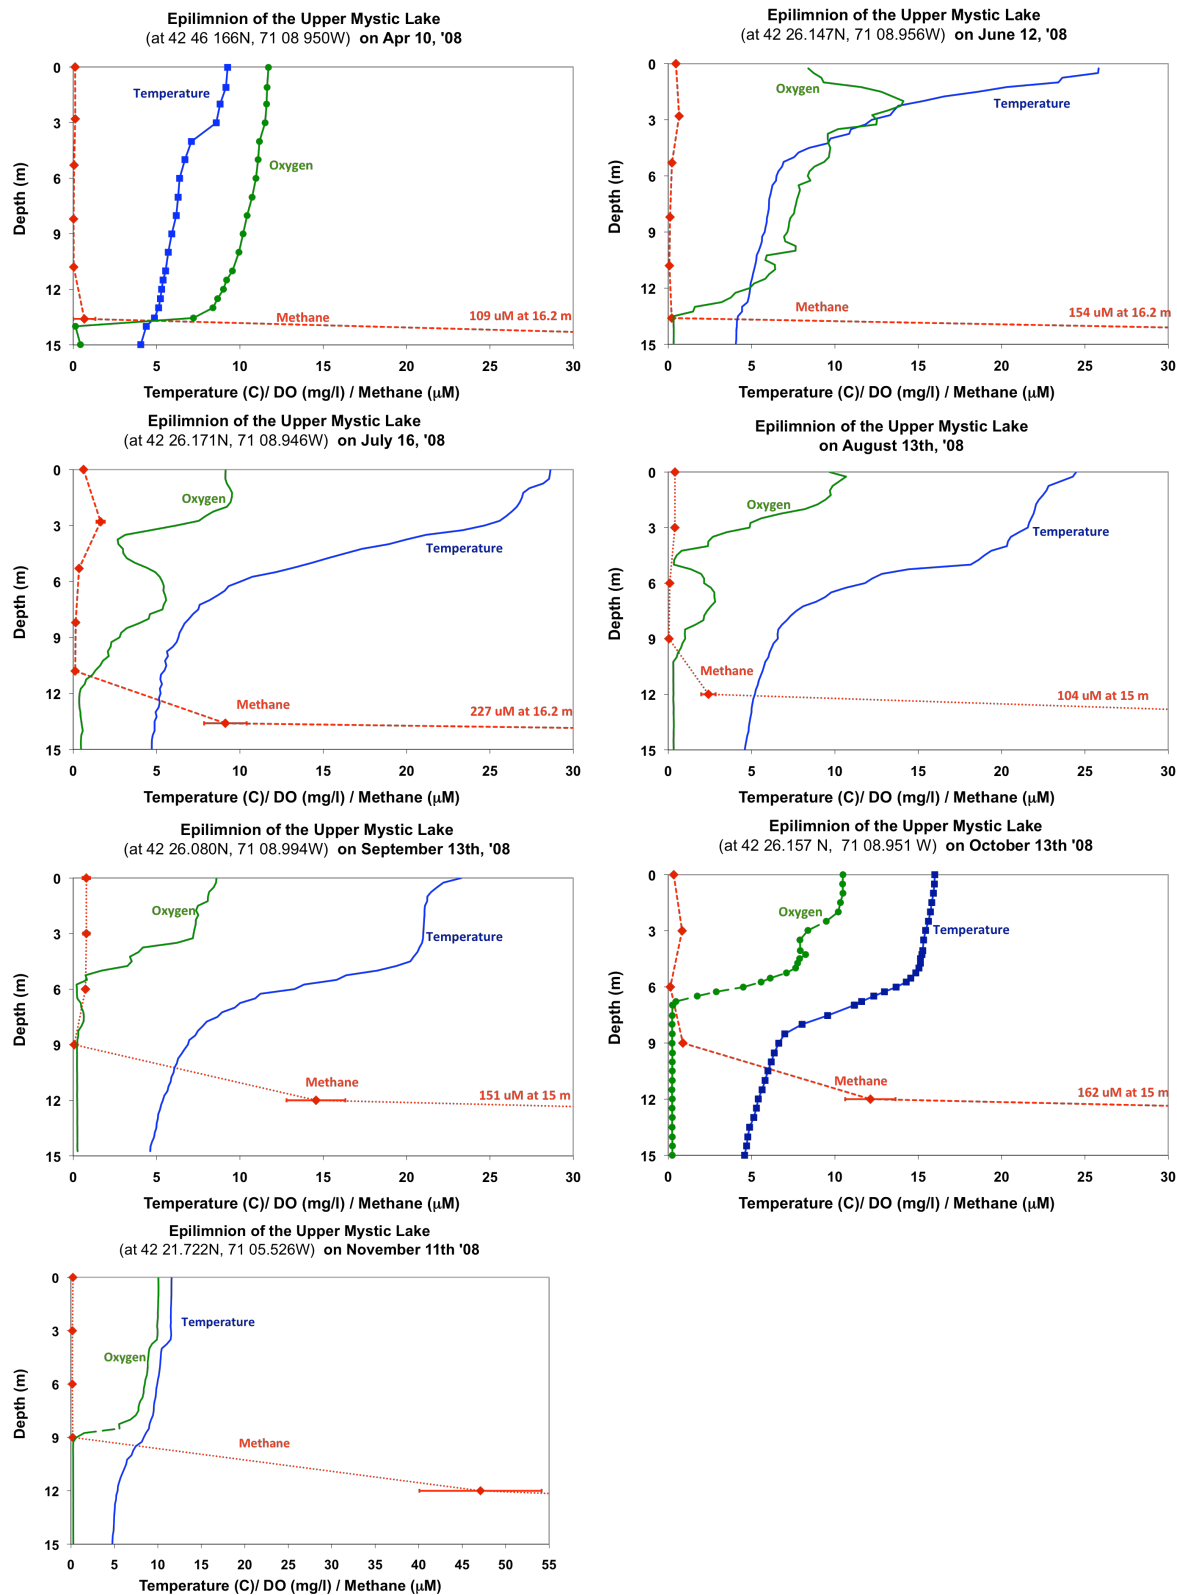 Epilimnion of the Upper Mystic Lake
(at 42 46 166N, 71 08 950W) on Apr 10, '08
0
3
6
9
12
15
Depth (m)
Temperature
Oxygen
Methane
109 uM at 16.2 m
0 5 10 15 20 25 30
Temperature (C)/ DO (mg/l) / Methane (µM)
Epilimnion of the Upper Mystic Lake
(at 42 26.147N, 71 08.956W) on June 12, '08
0
3
6
9
12
15
Depth (m)
Oxygen
Temperature
154 uM at 16.2 m
0 5 10 15 20 25 30
Temperature (C)/ DO (mg/l) / Methane (µM)
Epilimnion of the Upper Mystic Lake
(at 42 26.171N, 71 08.946W) on July 16, '08
0
3
6
9
12
15
Depth (m)
Oxygen
Temperature
Methane
227 uM at 16.2 m
0 5 10 15 20 25 30
Temperature (C)/ DO (mg/l) / Methane (µM)
Epilimnion of the Upper Mystic Lake
on August 13th, '08
0
3
6
9
12
15
Depth (m)
Oxygen
Temperature
Methane
104 uM at 15 m
0 5 10 15 20 25 30
Temperature (C)/ DO (mg/l) / Methane (µM)
Epilimnion of the Upper Mystic Lake
(at 42 26.080N, 71 08.994W) on September 13th, '08
0
3
6
9
12
15
Depth (m)
Oxygen
Temperature
Methane
151 uM at 15 m
0 5 10 15 20 25 30
Temperature (C)/ DO (mg/l) / Methane (µM)
Epilimnion of the Upper Mystic Lake
(at 42 26.157 N, 71 08.951 W) on October 13th '08
0
3
6
9
12
15
Depth (m)
Oxygen
Temperature
Methane
162 uM at 15 m
0 5 10 15 20 25 30
Temperature (C)/ DO (mg/l) / Methane (µM)
Epilimnion of the Upper Mystic Lake
(at 42 21.722N, 71 05.526W) on November 11th '08
0
3
6
9
12
15
Depth (m)
Temperature
Oxygen
Methane
0 5 10 15 20 25 30 35 40 45 50 55
Temperature (C)/ DO (mg/l) / Methane (µM)